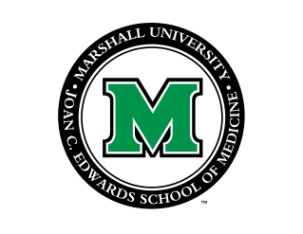 • MARSHALL UNIVERSITY •
JOAN C. EDWARDS SCHOOL OF MEDICINE
M
™